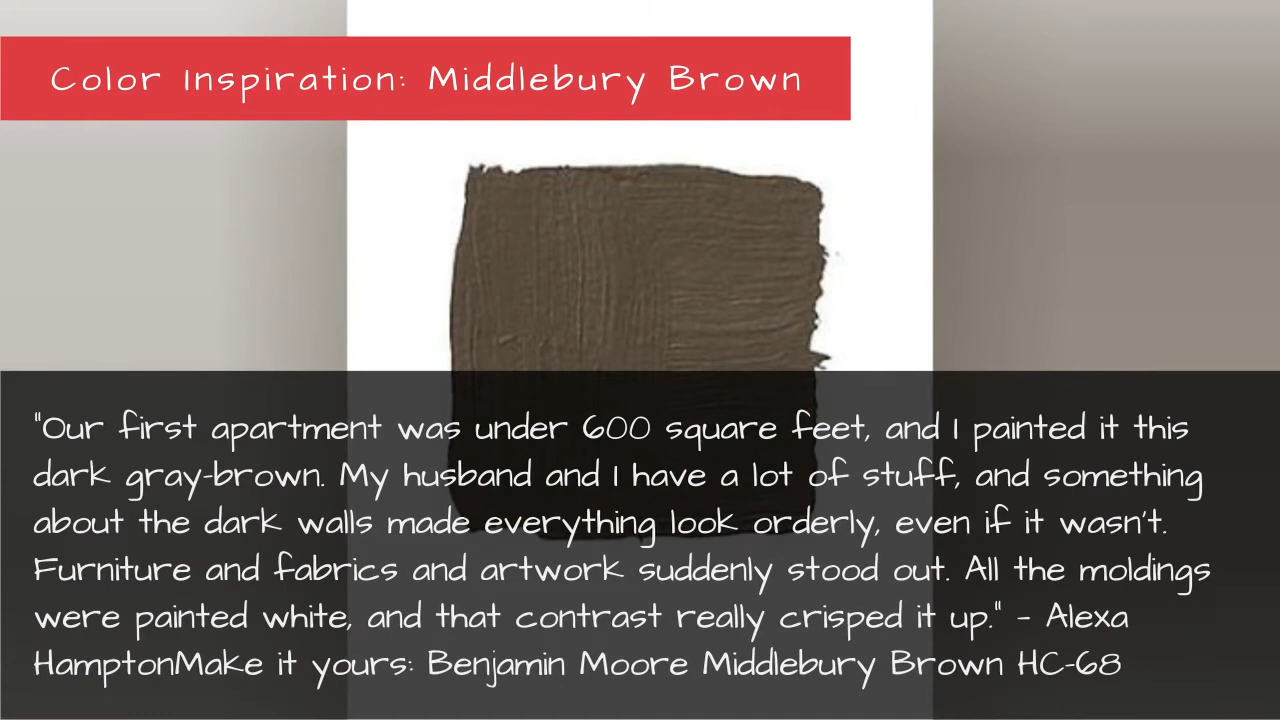 Color Inspiration: Middlebury Brown
"Our first apartment was under 600 square feet, and I painted it this
dark gray-brown. My husband and I have a lot of stuff, and something
about the dark walls made everything look orderly, even if it wasn't.
Furniture and fabrics and artwork suddenly stood out. All the moldings
were painted white, and that contrast really crisped it up." - Alexa
HamptonMake it yours: Benjamin Moore Middlebury Brown HC-68